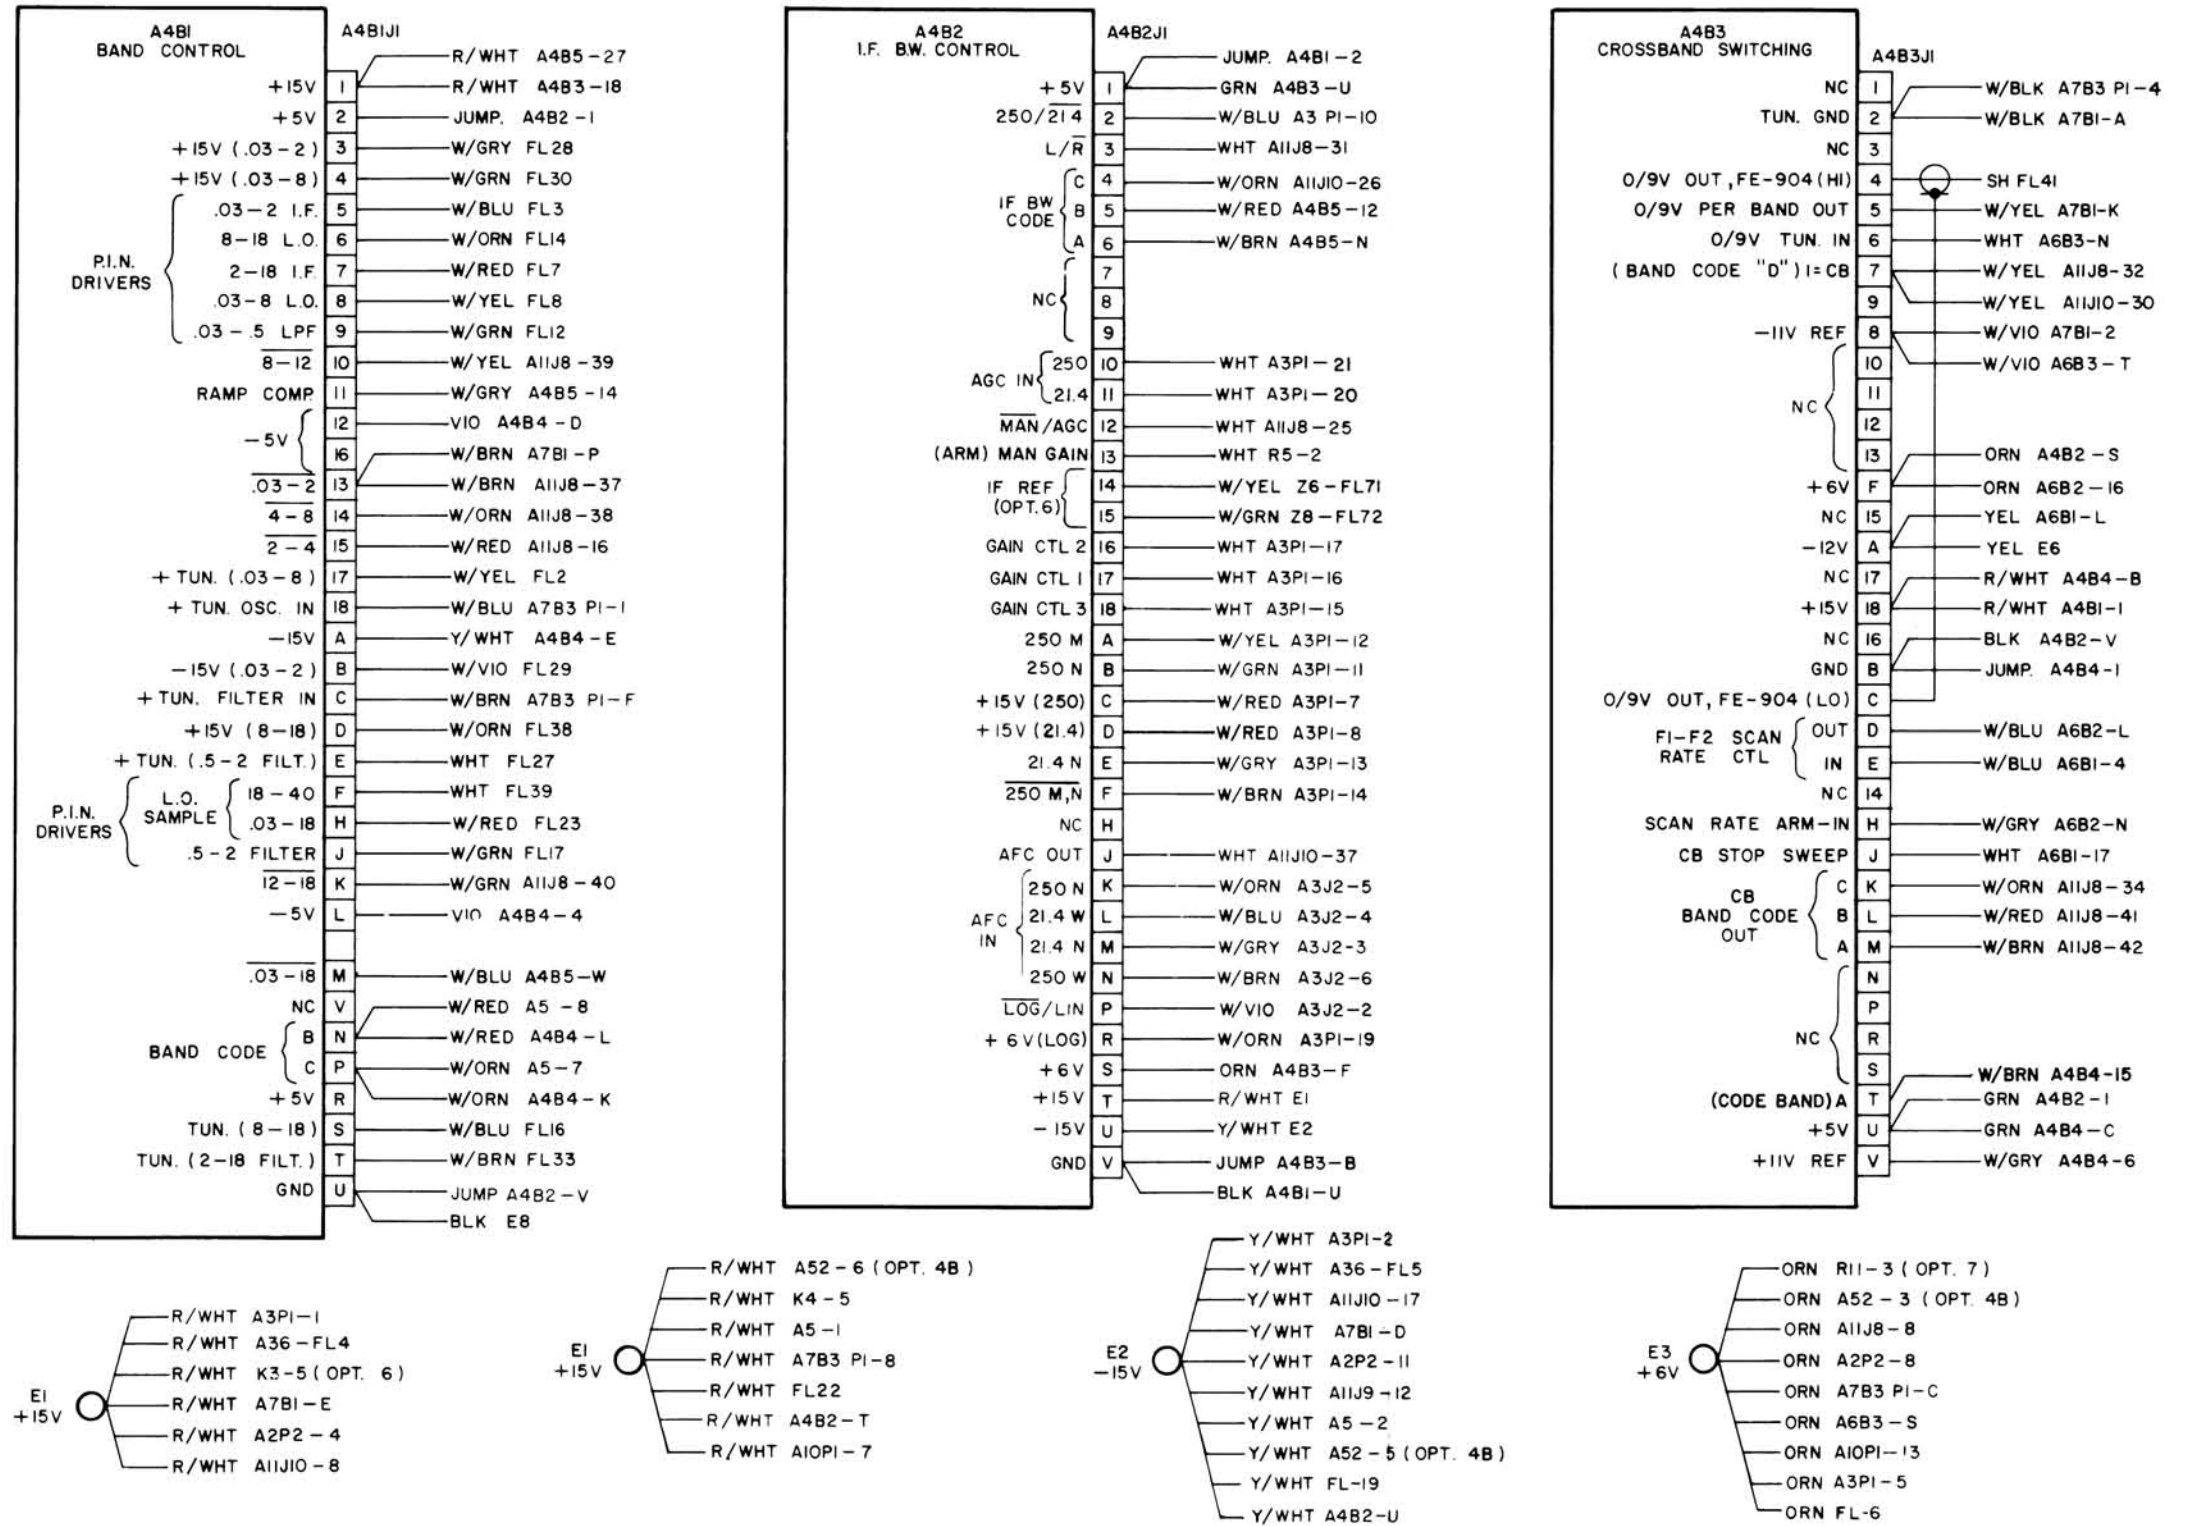 A4B1
BAND CONTROL
A4B1J1
R/WHT A4B5-27
+15V 1 R/WHT A4B3-18
+5V 2 JUMP. A4B2-1
+15V (.03-2) 3 W/GRY FL28
+15V (.03-8) 4 W/GRN FL30
P.I.N. DRIVERS
.03-2 I.F. 5 W/BLU FL3
8-18 L.O. 6 W/ORN FL14
2-18 I.F. 7 W/RED FL7
.03-8 L.O. 8 W/YEL FL8
.03-.5 LPF 9 W/GRN FL12
8-12 10 W/YEL A11J8-39
RAMP COMP. 11 W/GRY A4B5-14
-5V
12 VIO A4B4-D
16 W/BRN A7B1-P
.03-2 13 W/BRN A11J8-37
4-8 14 W/ORN A11J8-38
2-4 15 W/RED A11J8-16
+ TUN. (.03-8) 17 W/YEL FL2
+ TUN. OSC. IN 18 W/BLU A7B3 P1-1
-15V A Y/WHT A4B4-E
-15V (.03-2) B W/VIO FL29
+ TUN. FILTER IN C W/BRN A7B3 P1-F
+15V (8-18) D W/ORN FL38
+ TUN. (.5-2 FILT.) E WHT FL27
P.I.N. DRIVERS
L.O. SAMPLE
18-40 F WHT FL39
.03-18 H W/RED FL23
.5-2 FILTER J W/GRN FL17
12-18 K W/GRN A11J8-40
-5V L VIO A4B4-4
.03-18 M W/BLU A4B5-W
NC V W/RED A5-8
BAND CODE
B N W/RED A4B4-L
C P W/ORN A5-7
+5V R W/ORN A4B4-K
TUN. (8-18) S W/BLU FL16
TUN. (2-18 FILT.) T W/BRN FL33
GND U JUMP A4B2-V
BLK E8
A4B2
I.F. B.W. CONTROL
A4B2J1
JUMP. A4B1-2
+5V 1 GRN A4B3-U
250/21.4 2 W/BLU A3 P1-10
L/R 3 WHT A11J8-31
IF BW CODE
C 4 W/ORN A11J10-26
B 5 W/RED A4B5-12
A 6 W/BRN A4B5-N
NC
7
8
9
AGC IN
250 10 WHT A3P1-21
21.4 11 WHT A3P1-20
MAN/AGC 12 WHT A11J8-25
(ARM) MAN GAIN 13 WHT R5-2
IF REF (OPT.6)
14 W/YEL Z6-FL71
15 W/GRN Z8-FL72
GAIN CTL 2 16 WHT A3P1-17
GAIN CTL 1 17 WHT A3P1-16
GAIN CTL 3 18 WHT A3P1-15
250 M A W/YEL A3P1-12
250 N B W/GRN A3P1-11
+15V (250) C W/RED A3P1-7
+15V (21.4) D W/RED A3P1-8
21.4 N E W/GRY A3P1-13
250 M,N F W/BRN A3P1-14
NC H
AFC OUT J WHT A11J10-37
AFC IN
250 N K W/ORN A3J2-5
21.4 W L W/BLU A3J2-4
21.4 N M W/GRY A3J2-3
250 W N W/BRN A3J2-6
LOG/LIN P W/VIO A3J2-2
+ 6V(LOG) R W/ORN A3P1-19
+6V S ORN A4B3-F
+15V T R/WHT E1
-15V U Y/WHT E2
GND V JUMP A4B3-B
BLK A4B1-U
A4B3
CROSSBAND SWITCHING
A4B3J1
NC 1 W/BLK A7B3 P1-4
TUN. GND 2 W/BLK A7B1-A
NC 3
0/9V OUT, FE-904 (HI) 4 SH FL41
0/9V PER BAND OUT 5 W/YEL A7B1-K
0/9V TUN. IN 6 WHT A6B3-N
(BAND CODE "D") 1=CB 7 W/YEL A11J8-32
9 W/YEL A11J10-30
-11V REF 8 W/VIO A7B1-2
NC
10 W/VIO A6B3-T
11
12
13 ORN A4B2-S
+6V F ORN A6B2-16
NC 15 YEL A6B1-L
-12V A YEL E6
NC 17 R/WHT A4B4-B
+15V 18 R/WHT A4B1-1
NC 16 BLK A4B2-V
GND B JUMP. A4B4-1
0/9V OUT, FE-904 (LO) C
F1-F2 SCAN RATE CTL
OUT D W/BLU A6B2-L
IN E W/BLU A6B1-4
NC 14
SCAN RATE ARM-IN H W/GRY A6B2-N
CB STOP SWEEP J WHT A6B1-17
CB BAND CODE OUT
C K W/ORN A11J8-34
B L W/RED A11J8-41
A M W/BRN A11J8-42
NC
N
P
R
S W/BRN A4B4-15
(CODE BAND) A T GRN A4B2-1
+5V U GRN A4B4-C
+11V REF V W/GRY A4B4-6
E1
+15V
R/WHT A3P1-1
R/WHT A36-FL4
R/WHT K3-5 (OPT. 6)
R/WHT A7B1-E
R/WHT A2P2-4
R/WHT A11J10-8
E1
+15V
R/WHT A52-6 (OPT. 4B)
R/WHT K4-5
R/WHT A5-1
R/WHT A7B3 P1-8
R/WHT FL22
R/WHT A4B2-T
R/WHT A10P1-7
E2
-15V
Y/WHT A3P1-2
Y/WHT A36-FL5
Y/WHT A11J10-17
Y/WHT A7B1-D
Y/WHT A2P2-11
Y/WHT A11J9-12
Y/WHT A5-2
Y/WHT A52-5 (OPT. 4B)
Y/WHT FL-19
Y/WHT A4B2-U
E3
+6V
ORN R11-3 (OPT. 7)
ORN A52-3 (OPT. 4B)
ORN A11J8-8
ORN A2P2-8
ORN A7B3 P1-C
ORN A6B3-S
ORN A10P1-13
ORN A3P1-5
ORN FL-6